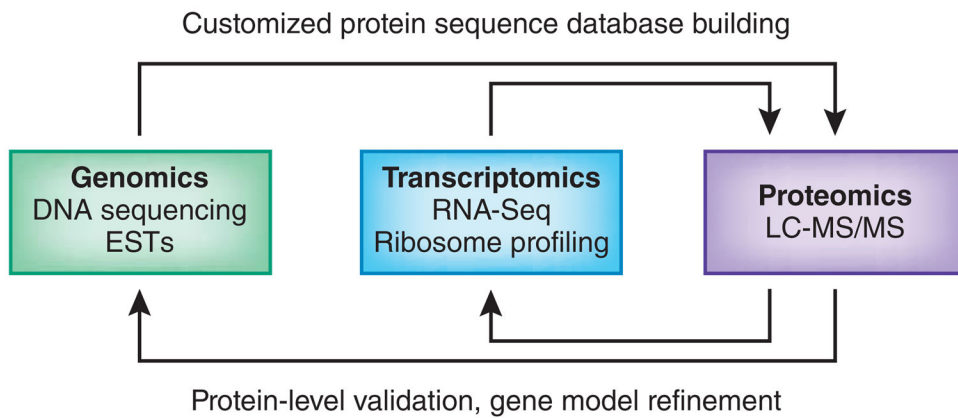 Customized protein sequence database building
Genomics
DNA sequencing
ESTs
Transcriptomics
RNA-Seq
Ribosome profiling
Proteomics
LC-MS/MS
Protein-level validation, gene model refinement